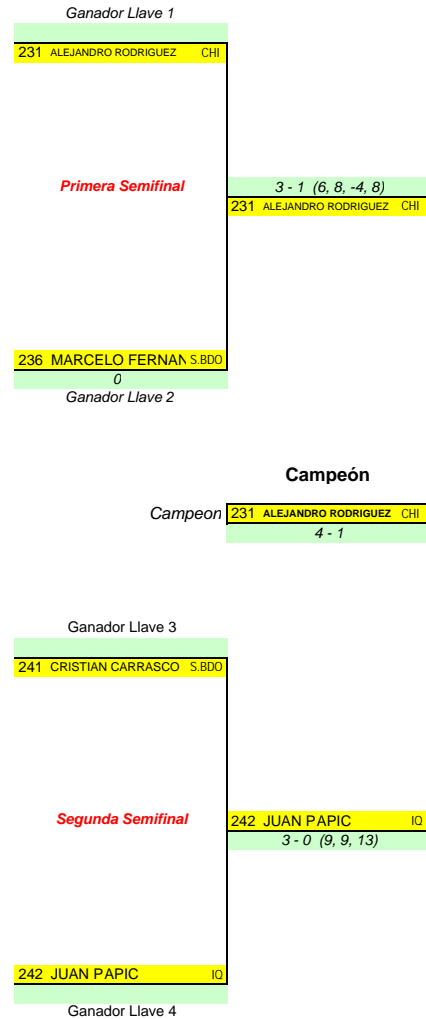 Ganador Llave 1
231 ALEJANDRO RODRIGUEZ CHI
Primera Semifinal
3 - 1 (6, 8, -4, 8)
231 ALEJANDRO RODRIGUEZ CHI
236 MARCELO FERNAN S.BDO
0
Ganador Llave 2
Campeón
Campeon 231 ALEJANDRO RODRIGUEZ CHI
4 - 1
Ganador Llave 3
241 CRISTIAN CARRASCO S.BDO
Segunda Semifinal
242 JUAN PAPIC IQ
3 - 0 (9, 9, 13)
242 JUAN PAPIC IQ
Ganador Llave 4